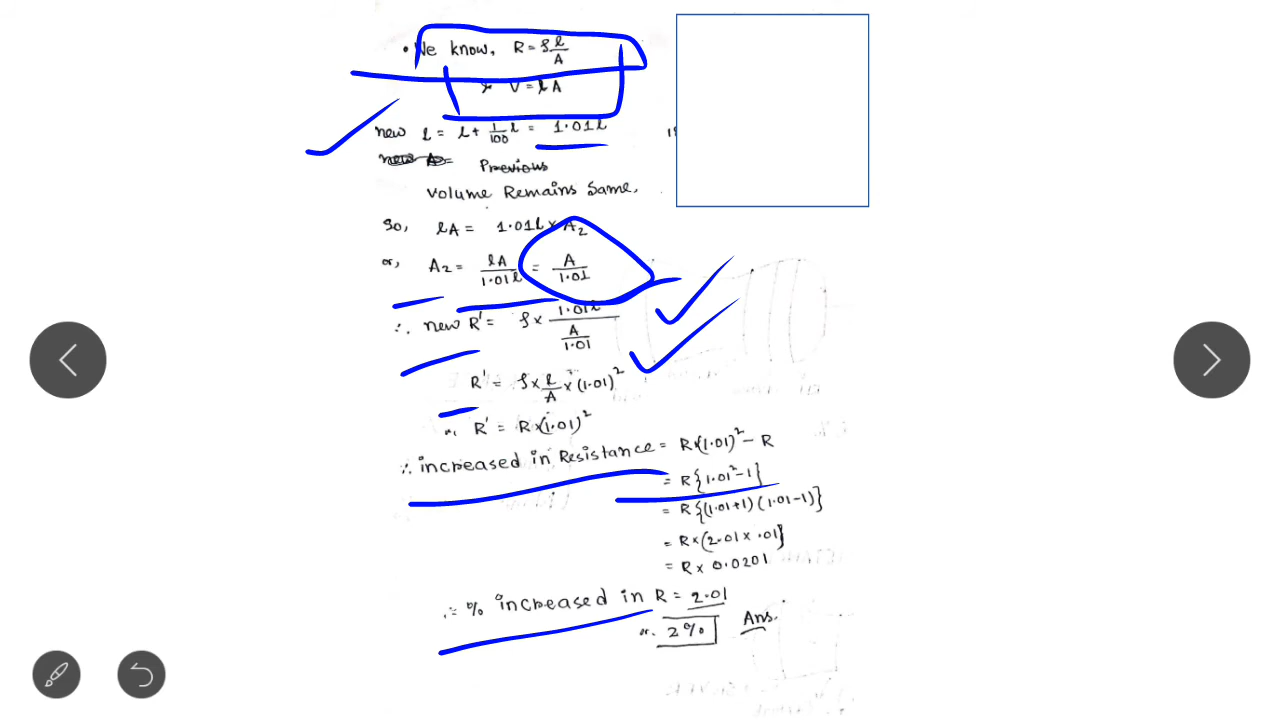 • We know, R = ρ l/A
& V = lA
new l = l + 1/100 l = 1.01l
new A = Previous
Volume Remains Same.
So, lA = 1.01l × A₂
or, A₂ = lA/1.01l = A/1.01
∴ new R' = ρ × 1.01l / (A/1.01)
R' = ρ × l/A × (1.01)²
or, R' = R × (1.01)²
∴ increased in Resistance = R × (1.01)² - R
= R{1.01² - 1}
= R{(1.01+1)(1.01-1)}
= R × (2.01 × .01)
= R × 0.0201
∴ % increased in R = 2.01
or. 2% Ans.